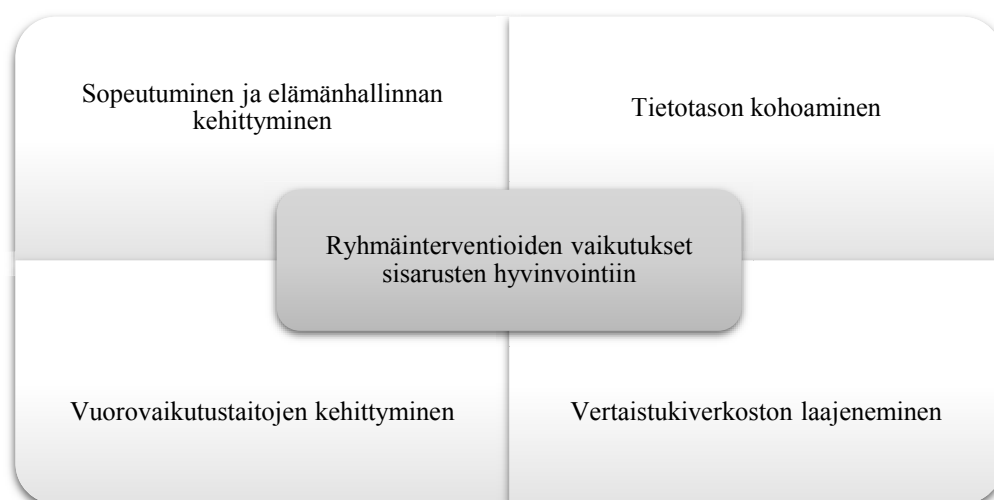 Sopeutuminen ja elämänhallinnan
kehittyminen
Tietotason kohoaminen
Ryhmäinterventioiden vaikutukset
sisarusten hyvinvointiin
Vuorovaikutustaitojen kehittyminen
Vertaistukiverkoston laajeneminen